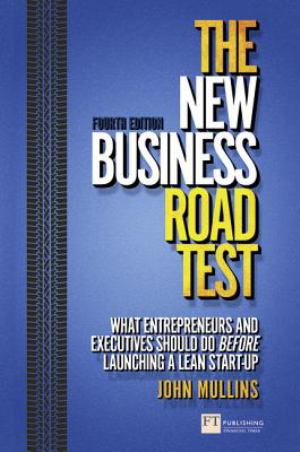 THE
NEW
FOURTH EDITION
BUSINESS
ROAD
TEST
WHAT ENTREPRENEURS AND
EXECUTIVES SHOULD DO BEFORE
LAUNCHING A LEAN START-UP
JOHN MULLINS
FT PUBLISHING
FINANCIAL TIMES